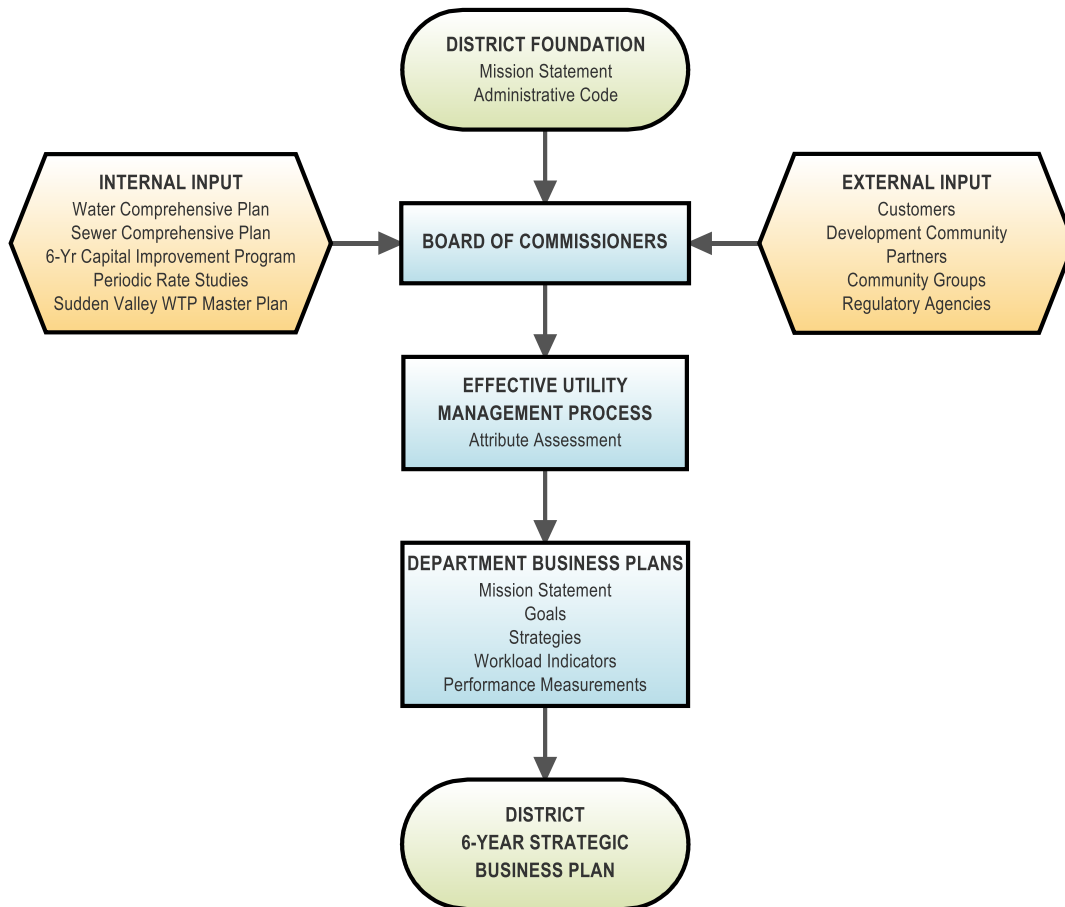 DISTRICT FOUNDATION
Mission Statement
Administrative Code
INTERNAL INPUT
Water Comprehensive Plan
Sewer Comprehensive Plan
6-Yr Capital Improvement Program
Periodic Rate Studies
Sudden Valley WTP Master Plan
BOARD OF COMMISSIONERS
EXTERNAL INPUT
Customers
Development Community
Partners
Community Groups
Regulatory Agencies
EFFECTIVE UTILITY
MANAGEMENT PROCESS
Attribute Assessment
DEPARTMENT BUSINESS PLANS
Mission Statement
Goals
Strategies
Workload Indicators
Performance Measurements
DISTRICT
6-YEAR STRATEGIC
BUSINESS PLAN